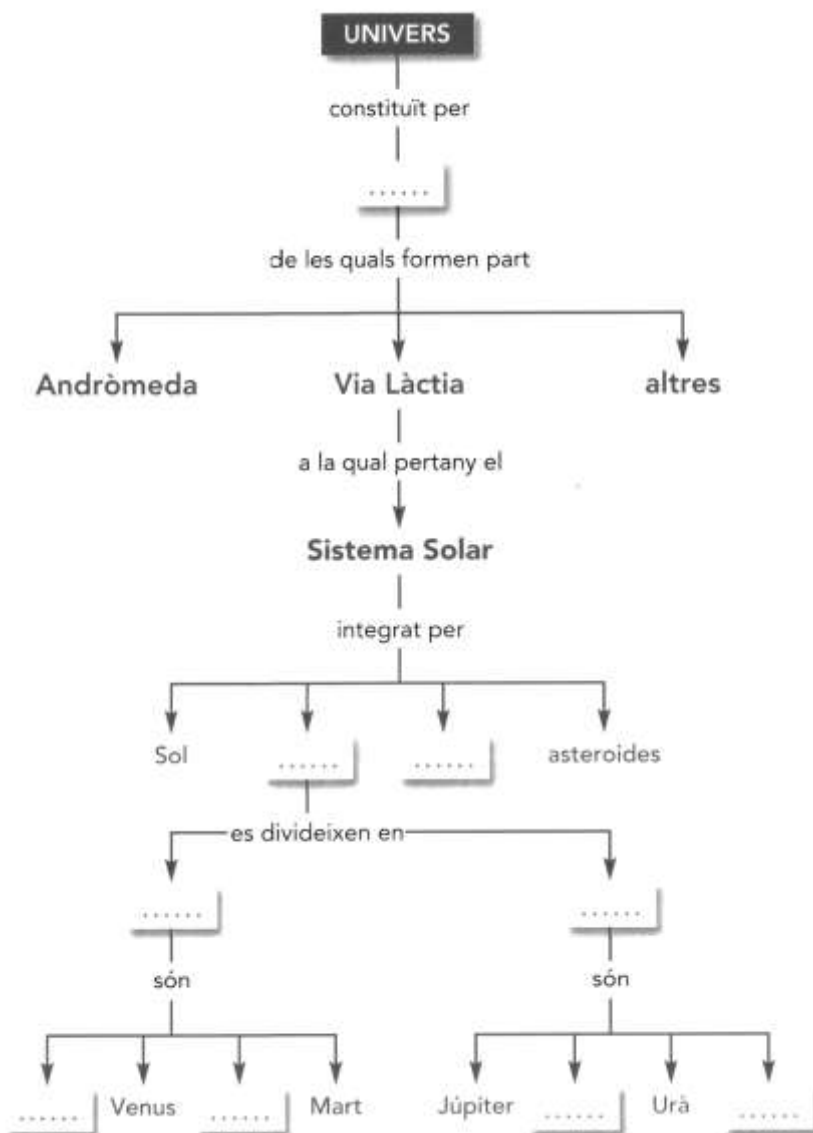 UNIVERS
constituït per
......
de les quals formen part
Andròmeda Via Làctia altres
a la qual pertany el
Sistema Solar
integrat per
Sol ...... ...... asteroides
es divideixen en
...... ......
són són
...... Venus ...... Mart Júpiter ...... Urà ......